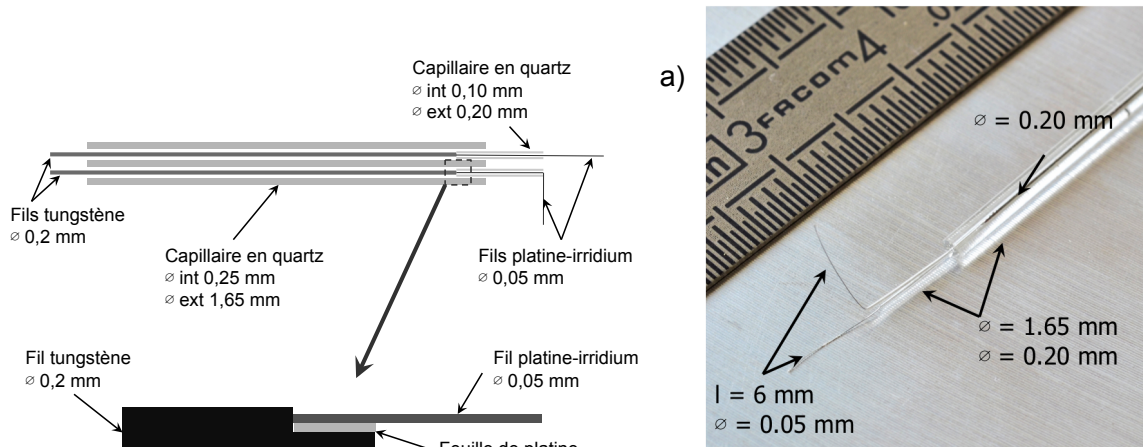 Capillaire en quartz
⌀ int 0,10 mm
⌀ ext 0,20 mm
Fils tungstène
⌀ 0,2 mm
Capillaire en quartz
⌀ int 0,25 mm
⌀ ext 1,65 mm
Fils platine-irridium
⌀ 0,05 mm
Fil tungstène
⌀ 0,2 mm
Fil platine-irridium
⌀ 0,05 mm
Feuille de platine
a)
3 FACOM 4
⌀ = 0.20 mm
⌀ = 1.65 mm
⌀ = 0.20 mm
l = 6 mm
⌀ = 0.05 mm